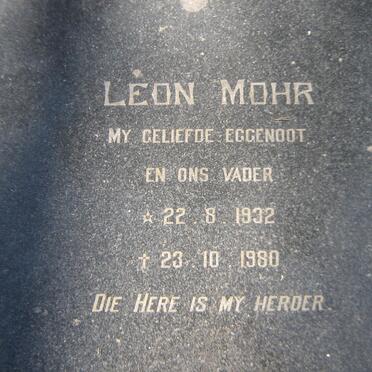 LEON MOHR
MY GELIEFDE EGGENOOT
EN ONS VADER
☆ 22 . 8 . 1932
† 23 . 10 . 1980
DIE HERE IS MY HERDER.